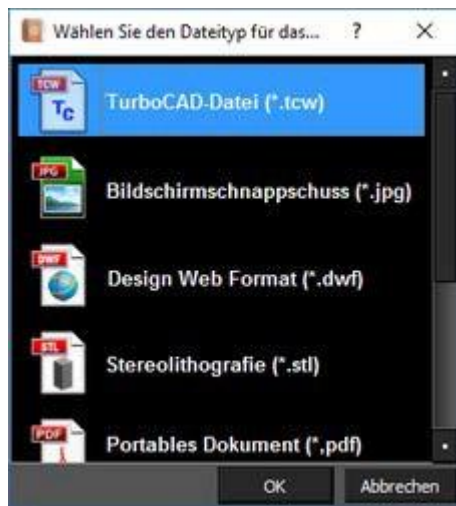 Wählen Sie den Dateityp für das... ?
TCW
Tc
TurboCAD-Datei (*.tcw)
JPG
Bildschirmschnappschuss (*.jpg)
DWF
Design Web Format (*.dwf)
STL
Stereolithografie (*.stl)
PDF
Portables Dokument (*,pdf)
OK
Abbrechen